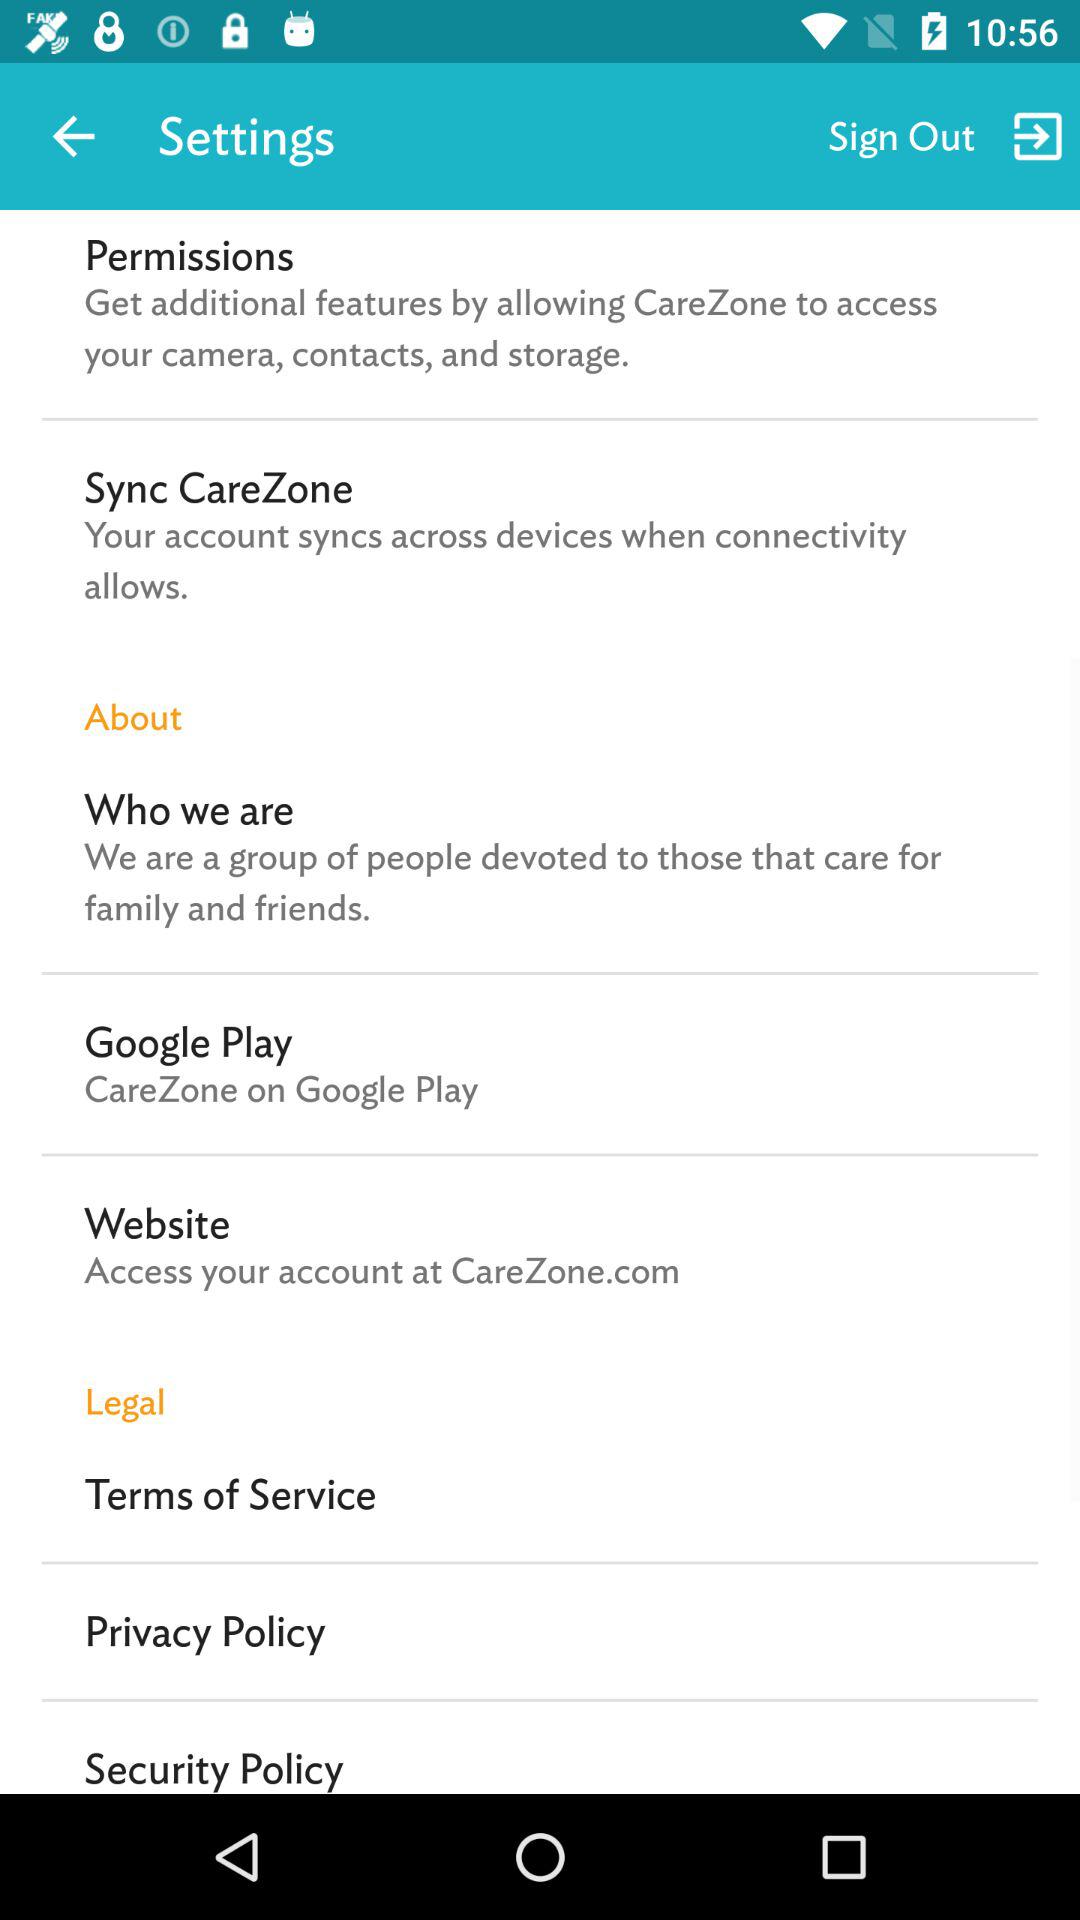 FAKE
10:56
Settings
Sign Out
Permissions
Get additional features by allowing CareZone to access
your camera, contacts, and storage.
Sync CareZone
Your account syncs across devices when connectivity
allows.
About
Who we are
We are a group of people devoted to those that care for
family and friends.
Google Play
CareZone on Google Play
Website
Access your account at CareZone.com
Legal
Terms of Service
Privacy Policy
Security Policy